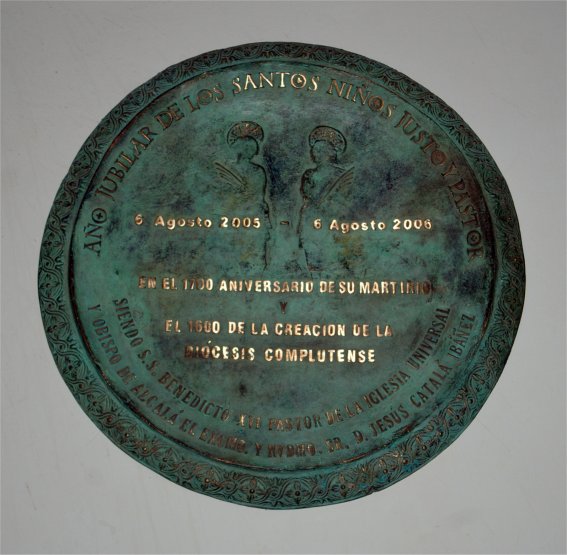 AÑO JUBILAR DE LOS SANTOS NIÑOS JUSTO Y PASTOR
6 Agosto 2005 - 6 Agosto 2006
EN EL 1700 ANIVERSARIO DE SU MARTIRIO
Y
EL 1600 DE LA CREACION DE LA
DIÓCESIS COMPLUTENSE
SIENDO S.S. BENEDICTO XVI PASTOR DE LA IGLESIA UNIVERSAL
Y OBISPO DE ALCALÁ EL EXCMO. Y RVDMO. SR. D. JESÚS CATALÁ IBÁÑEZ